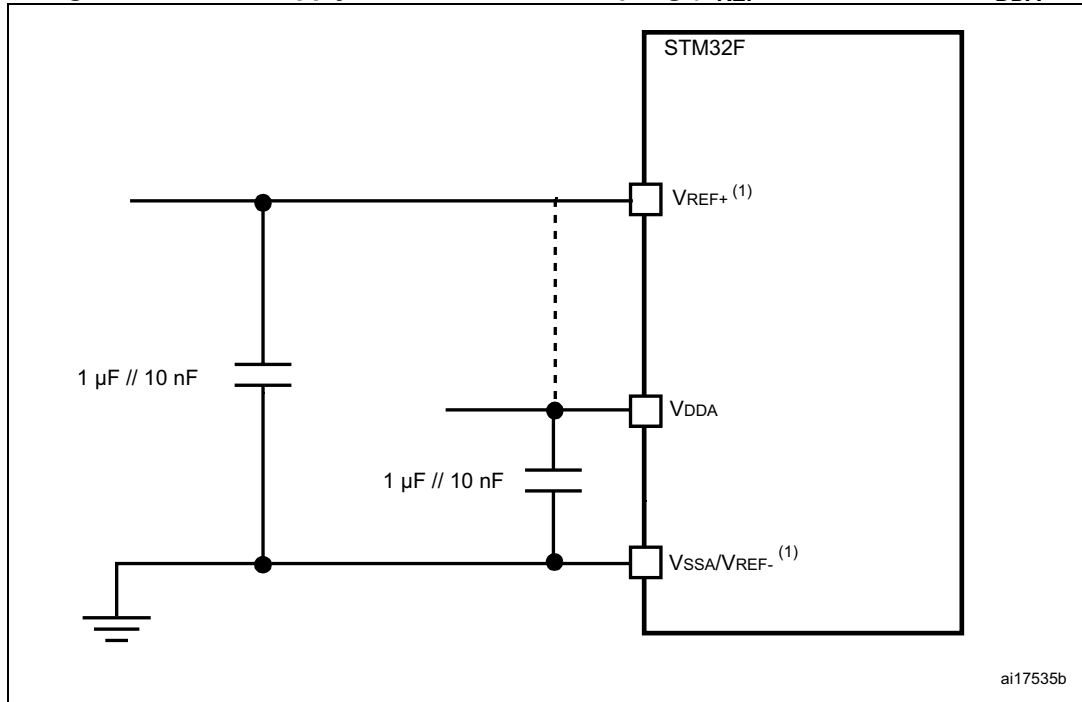 STM32F
VREF+ (1)
1 µF // 10 nF
VDDA
1 µF // 10 nF
VSSA/VREF- (1)
ai17535b